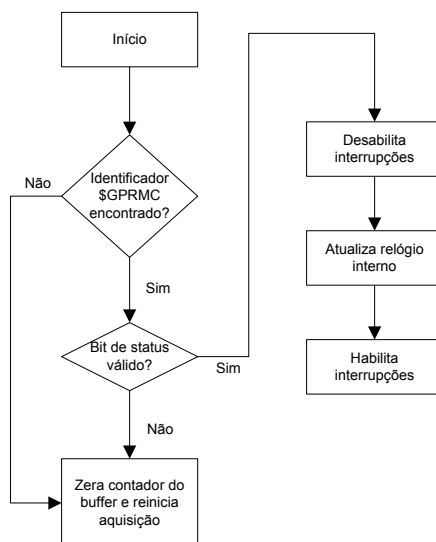 Início
Identificador
$GPRMC
encontrado?
Não
Sim
Bit de status
válido?
Sim
Não
Zera contador do
buffer e reinicia
aquisição
Desabilita
interrupções
Atualiza relógio
interno
Habilita
interrupções